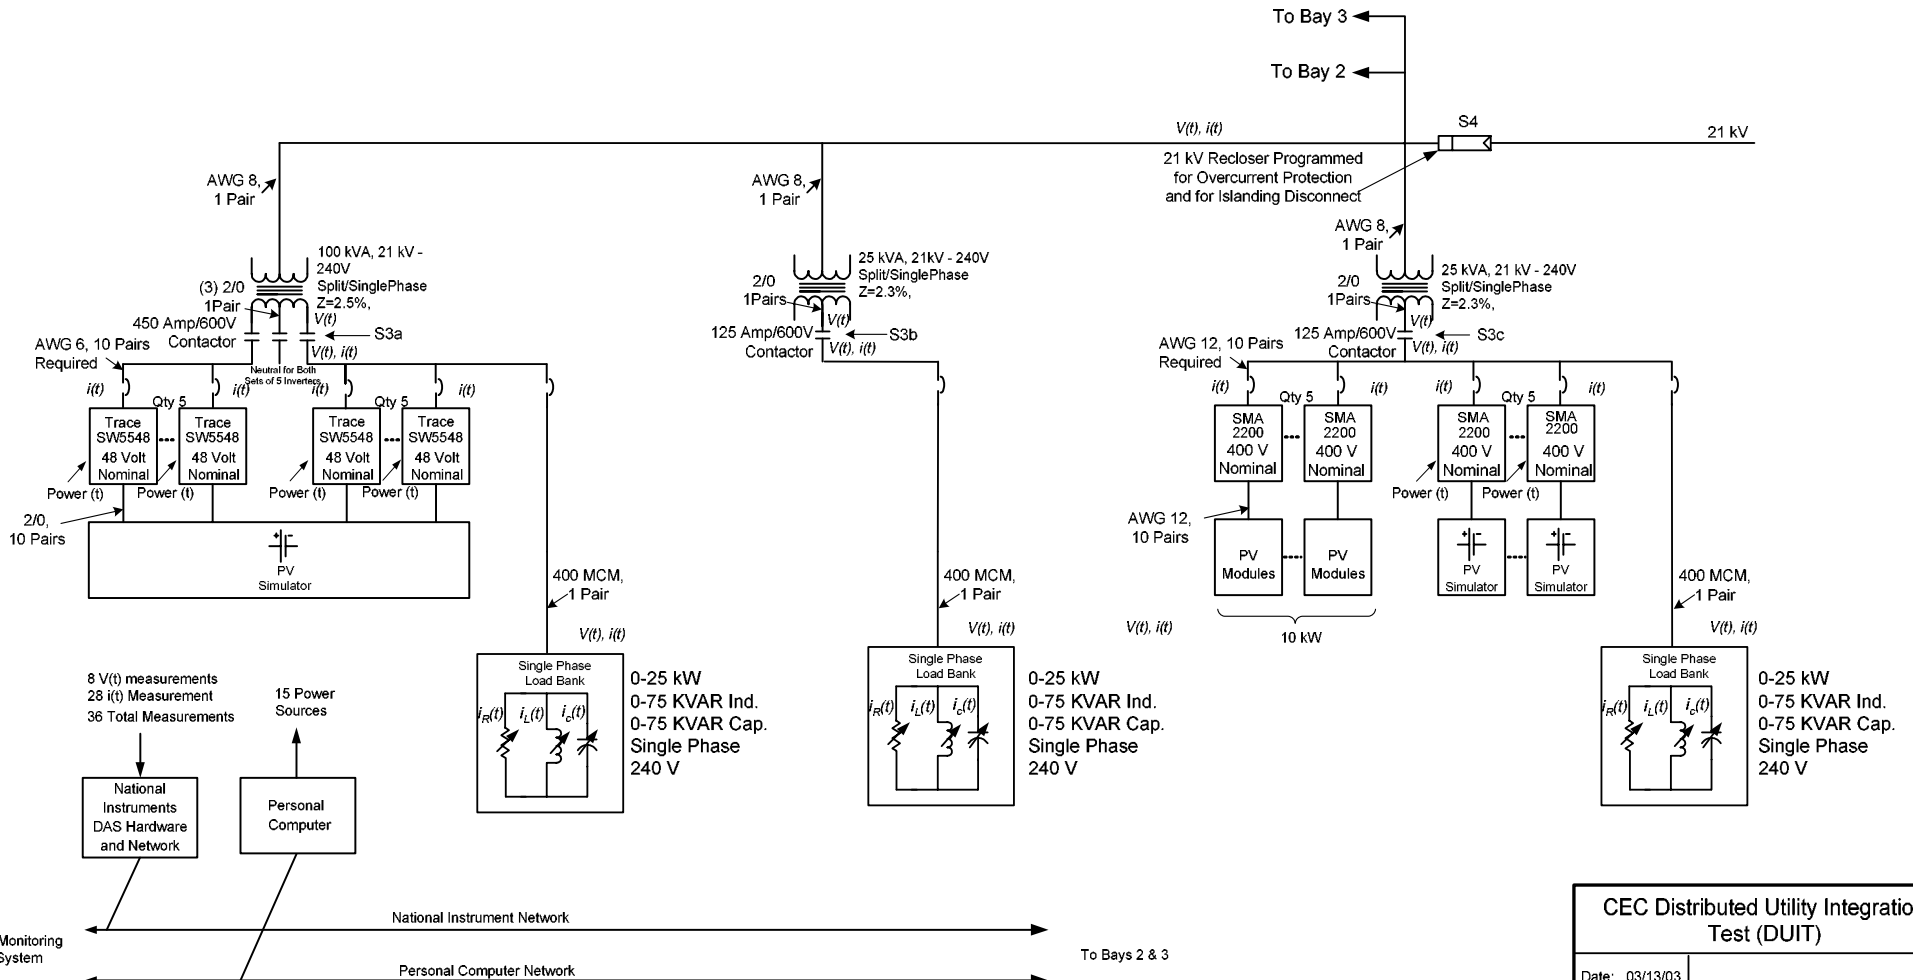 To Bay 3
To Bay 2
V(t), i(t)
S4
21 kV
21 kV Recloser Programmed
for Overcurrent Protection
and for Islanding Disconnect
AWG 8,
1 Pair
AWG 8,
1 Pair
AWG 8,
1 Pair
100 kVA, 21 kV -
240V
Split/SinglePhase
Z=2.5%,
(3) 2/0
1Pair
V(t)
450 Amp/600V
Contactor
S3a
V(t), i(t)
AWG 6, 10 Pairs
Required
Neutral for Both
Sets of 5 Inverters
25 kVA, 21kV - 240V
Split/SinglePhase
Z=2.3%,
2/0
1Pairs
V(t)
125 Amp/600V
Contactor
S3b
V(t), i(t)
25 kVA, 21 kV - 240V
Split/SinglePhase
Z=2.3%,
2/0
1Pairs
V(t)
125 Amp/600V
Contactor
S3c
V(t), i(t)
AWG 12, 10 Pairs
Required
i(t)
i(t)
i(t)
i(t)
Qty 5
Qty 5
Trace
SW5548
48 Volt
Nominal
Trace
SW5548
48 Volt
Nominal
Trace
SW5548
48 Volt
Nominal
Trace
SW5548
48 Volt
Nominal
Power (t)
Power (t)
Power (t)
Power (t)
2/0,
10 Pairs
PV
Simulator
i(t)
i(t)
i(t)
i(t)
Qty 5
Qty 5
SMA
2200
400 V
Nominal
SMA
2200
400 V
Nominal
SMA
2200
400 V
Nominal
SMA
2200
400 V
Nominal
Power (t)
Power (t)
AWG 12,
10 Pairs
PV
Modules
PV
Modules
PV
Simulator
PV
Simulator
10 kW
400 MCM,
1 Pair
V(t), i(t)
400 MCM,
1 Pair
V(t), i(t)
V(t), i(t)
400 MCM,
1 Pair
V(t), i(t)
Single Phase
Load Bank
iR(t)
iL(t)
ic(t)
0-25 kW
0-75 KVAR Ind.
0-75 KVAR Cap.
Single Phase
240 V
Single Phase
Load Bank
iR(t)
iL(t)
ic(t)
0-25 kW
0-75 KVAR Ind.
0-75 KVAR Cap.
Single Phase
240 V
Single Phase
Load Bank
iR(t)
iL(t)
ic(t)
0-25 kW
0-75 KVAR Ind.
0-75 KVAR Cap.
Single Phase
240 V
8 V(t) measurements
28 i(t) Measurement
36 Total Measurements
15 Power
Sources
National
Instruments
DAS Hardware
and Network
Personal
Computer
National Instrument Network
Monitoring
System
To Bays 2 & 3
Personal Computer Network
CEC Distributed Utility Integratio
Test (DUIT)
Date: 03/13/03